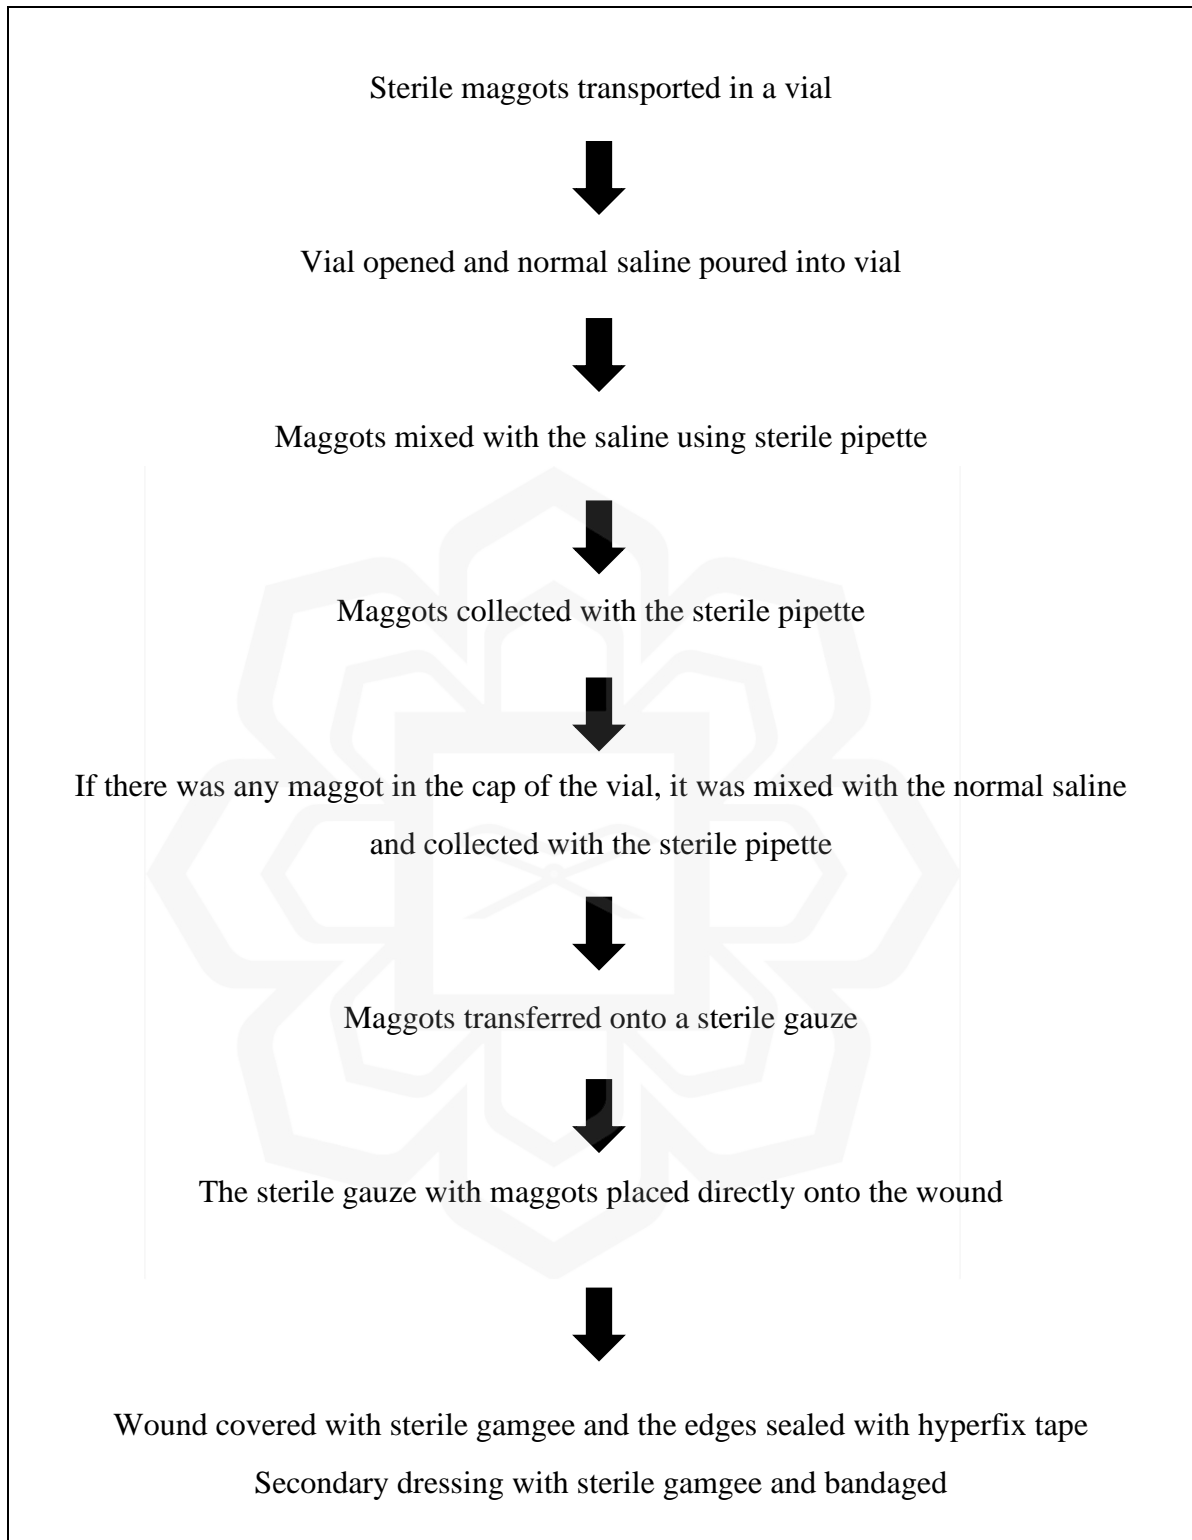 Sterile maggots transported in a vial
Vial opened and normal saline poured into vial
Maggots mixed with the saline using sterile pipette
Maggots collected with the sterile pipette
If there was any maggot in the cap of the vial, it was mixed with the normal saline
and collected with the sterile pipette
Maggots transferred onto a sterile gauze
The sterile gauze with maggots placed directly onto the wound
Wound covered with sterile gamgee and the edges sealed with hyperfix tape
Secondary dressing with sterile gamgee and bandaged